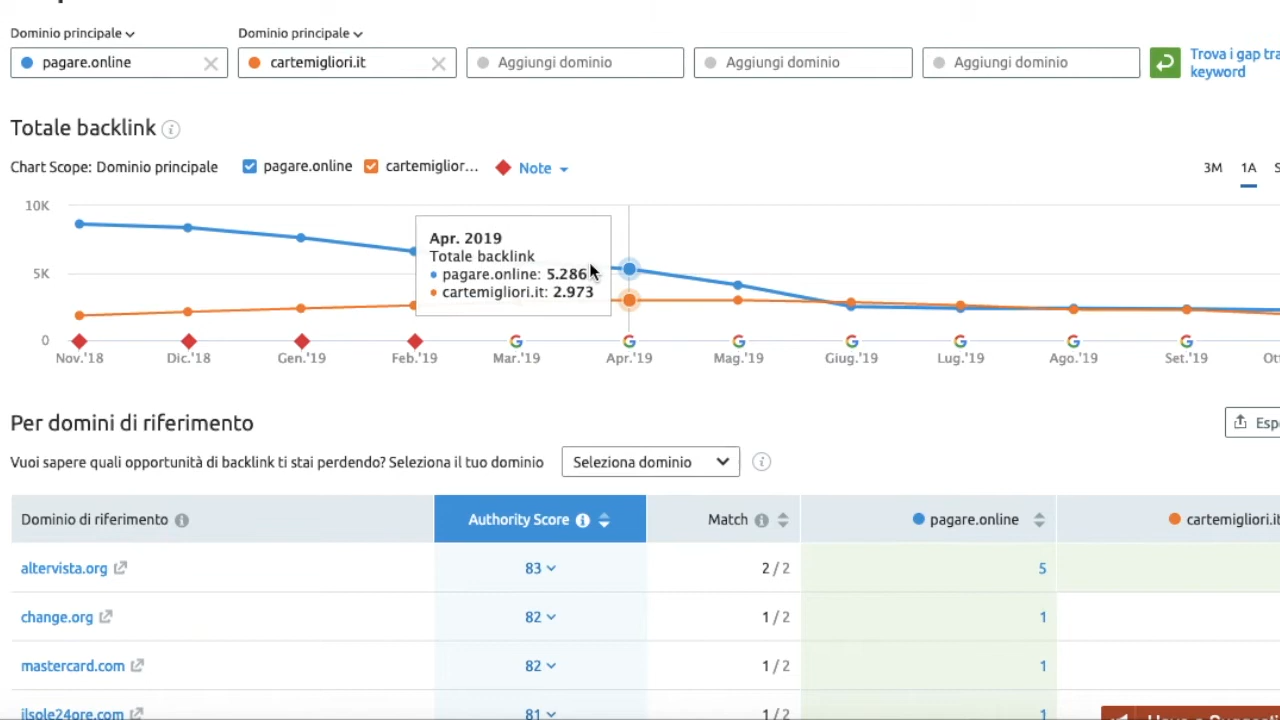 Dominio principale Dominio principale
pagare.online cartemigliori.it Aggiungi dominio Aggiungi dominio Aggiungi dominio Trova i gap tra
keyword
Totale backlink
Chart Scope: Dominio principale pagare.online cartemiglior... Note 3M 1A
10K
5K
0
Apr. 2019
Totale backlink
pagare.online: 5.286
cartemigliori.it: 2.973
Nov.'18 Dic.'18 Gen.'19 Feb.'19 Mar.'19 Apr.'19 Mag.'19 Giug.'19 Lug.'19 Ago.'19 Set.'19
Per domini di riferimento
Vuoi sapere quali opportunità di backlink ti stai perdendo? Seleziona il tuo dominio Seleziona dominio
Dominio di riferimento Authority Score Match pagare.online cartemigliori.it
altervista.org 83 2 / 2 5
change.org 82 1 / 2 1
mastercard.com 82 1 / 2 1
ilsole24ore.com 81 1 / 2 1